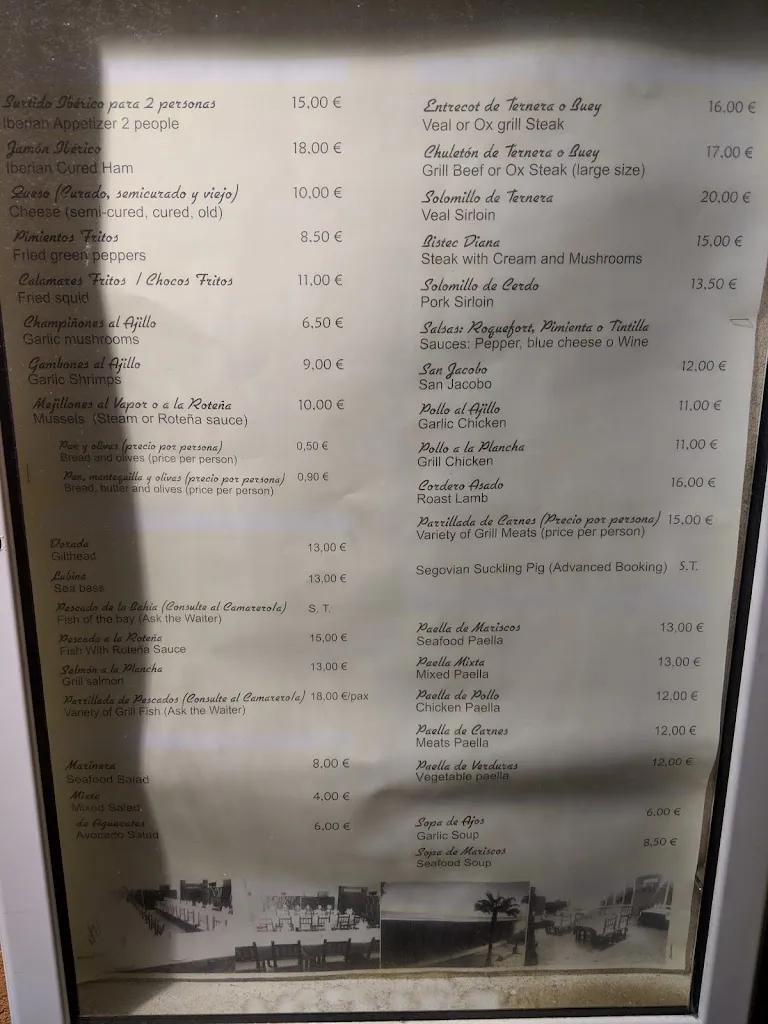 Surtido Ibérico para 2 personas 15,00 €
Iberian Appetizer 2 people
Jamón Ibérico 18,00 €
Iberian Cured Ham
Queso (Curado, semicurado y viejo) 10,00 €
Cheese (semi-cured, cured, old)
Pimientos Fritos 8.50 €
Fried green peppers
Calamares Fritos / Chocos Fritos 11,00 €
Fried squid
Champiñones al Ajillo 6,50 €
Garlic mushrooms
Gambones al Ajillo 9,00 €
Garlic Shrimps
Mejillones al Vapor o a la Roteña 10,00 €
Mussels (Steam or Roteña sauce)
Pan y olivas (precio por persona) 0,50 €
Bread and olives (price per person)
Pan, mantequilla y olivas (precio por persona) 0,90 €
Bread, butter and olives (price per person)
Dorada 13,00 €
Gilthead
Lubina 13,00 €
Sea bass
Pescado de la Bahía (Consulte al Camarero/a) S. T.
Fish of the bay (Ask the Waiter)
Pescado a la Roteña 15,00 €
Fish With Roteña Sauce
Salmón a la Plancha 13,00 €
Grill salmon
Parrillada de Pescados (Consulte al Camarero/a) 18,00 €/pax
Variety of Grill Fish (Ask the Waiter)
Marinera 8,00 €
Seafood Salad
Mixta 4,00 €
Mixed Salad
de Aguacates 6,00 €
Avocado Salad
Entrecot de Ternera o Buey 16.00 €
Veal or Ox grill Steak
Chuletón de Ternera o Buey 17.00 €
Grill Beef or Ox Steak (large size)
Solomillo de Ternera 20,00 €
Veal Sirloin
Bistec Diana 15,00 €
Steak with Cream and Mushrooms
Solomillo de Cerdo 13,50 €
Pork Sirloin
Salsas: Roquefort, Pimienta o Tintilla
Sauces: Pepper, blue cheese o Wine
San Jacobo 12,00 €
San Jacobo
Pollo al Ajillo 11,00 €
Garlic Chicken
Pollo a la Plancha 11,00 €
Grill Chicken
Cordero Asado 16,00 €
Roast Lamb
Parrillada de Carnes (Precio por persona) 15,00 €
Variety of Grill Meats (price per person)
Segovian Suckling Pig (Advanced Booking) S.T.
Paella de Mariscos 13,00 €
Seafood Paella
Paella Mixta 13,00 €
Mixed Paella
Paella de Pollo 12,00 €
Chicken Paella
Paella de Carnes 12,00 €
Meats Paella
Paella de Verduras 12,00 €
Vegetable paella
Sopa de Ajos 6.00 €
Garlic Soup
Sopa de Mariscos 8,50 €
Seafood Soup